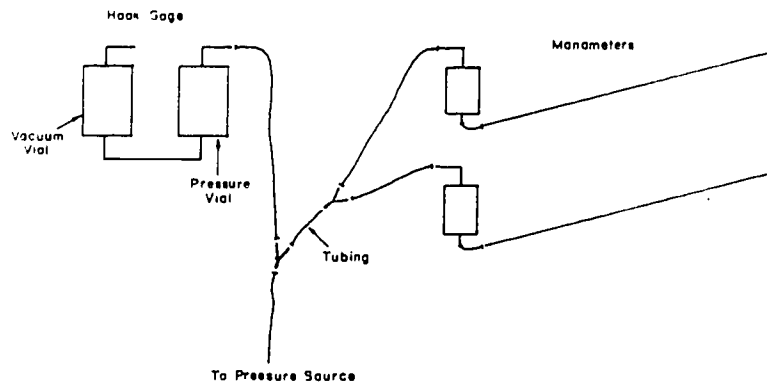 Hook Gage
Manometers
Vacuum
Vial
Pressure
Vial
Tubing
To Pressure Source